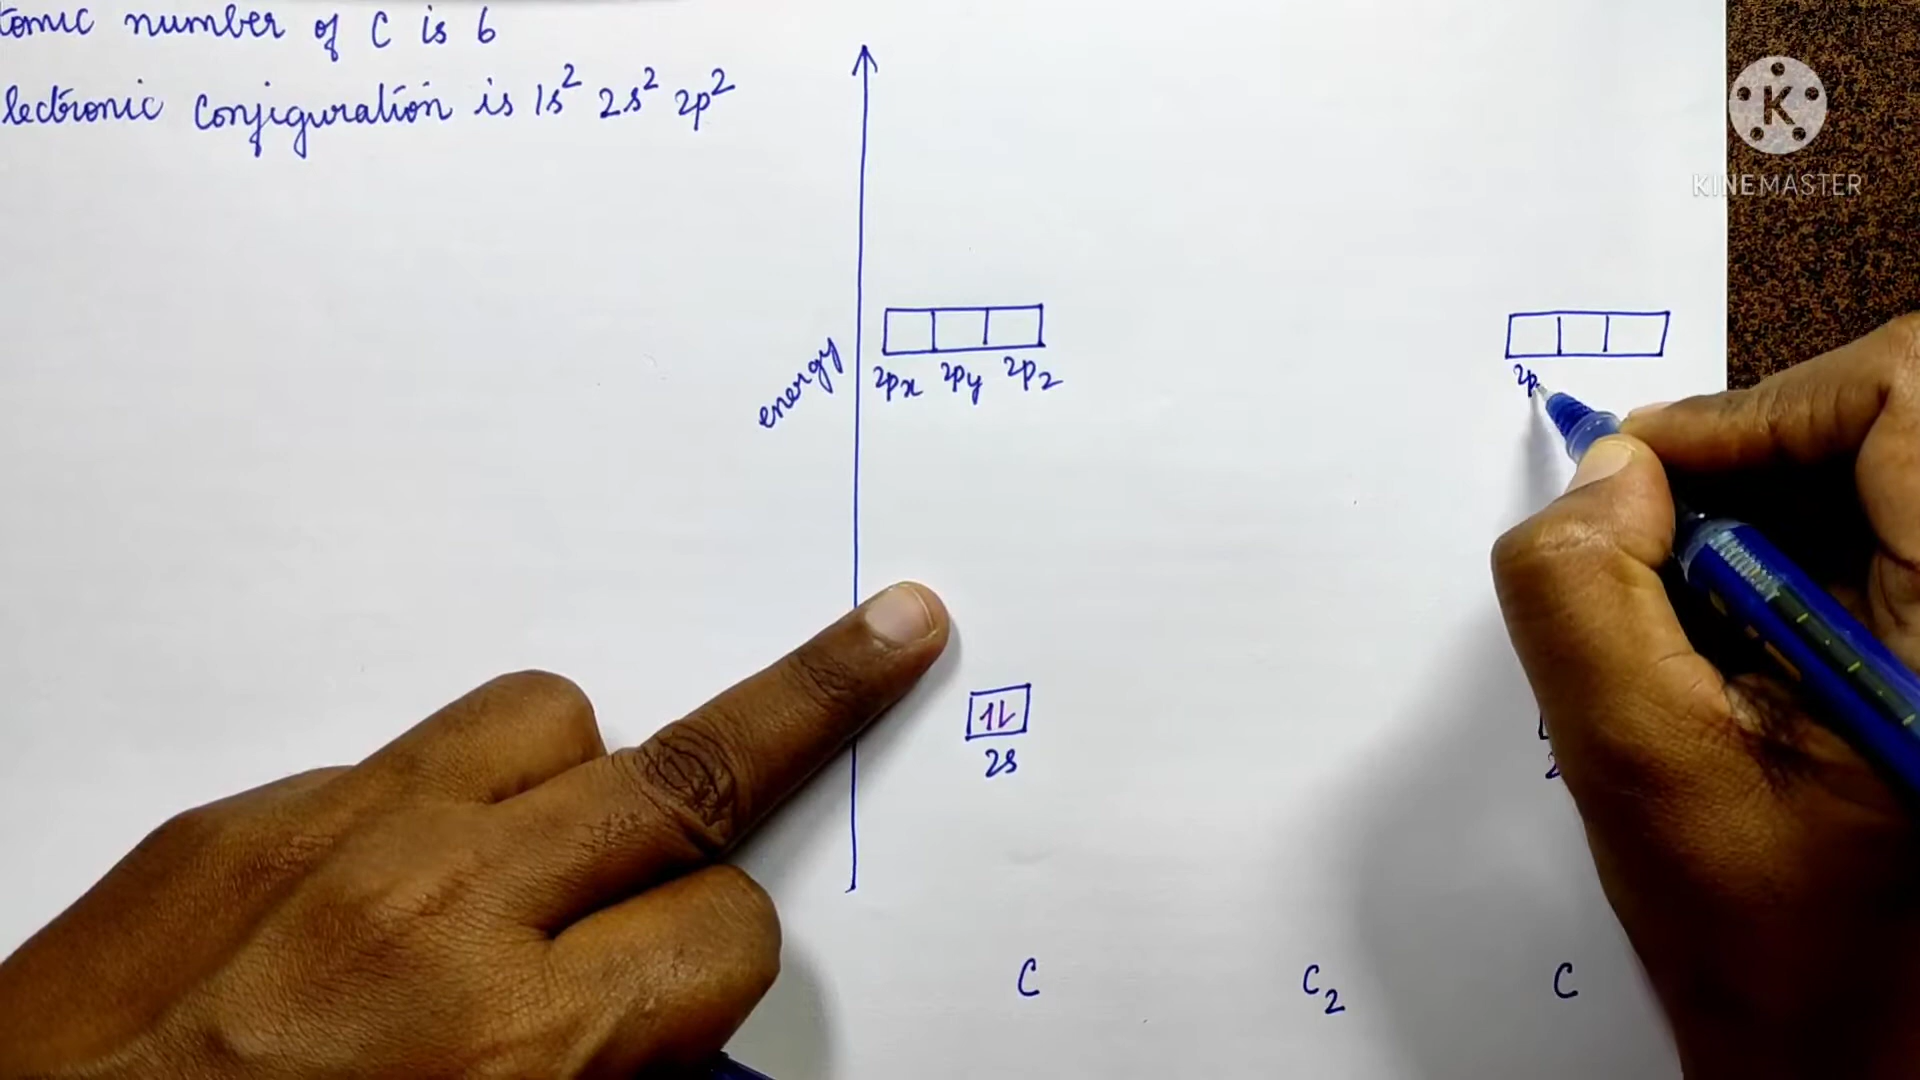 tomic number of C is 6
lectronic configuration is 1s² 2s² 2p²
K
KINEMASTER
energy
2px 2py 2pz
2p
1L
2s
2
C C₂ C